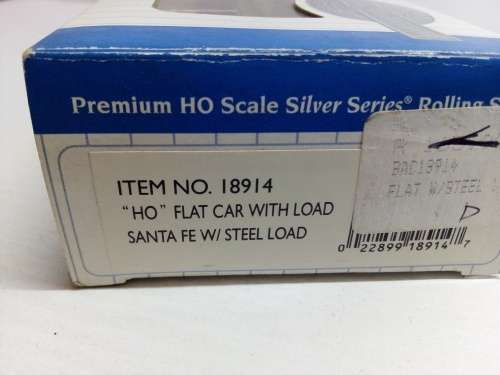 Premium HO Scale Silver Series® Rolling S
ITEM NO. 18914
"HO" FLAT CAR WITH LOAD
SANTA FE W/ STEEL LOAD
BAC18914
FLAT W/STEEL
0 22899 18914 7